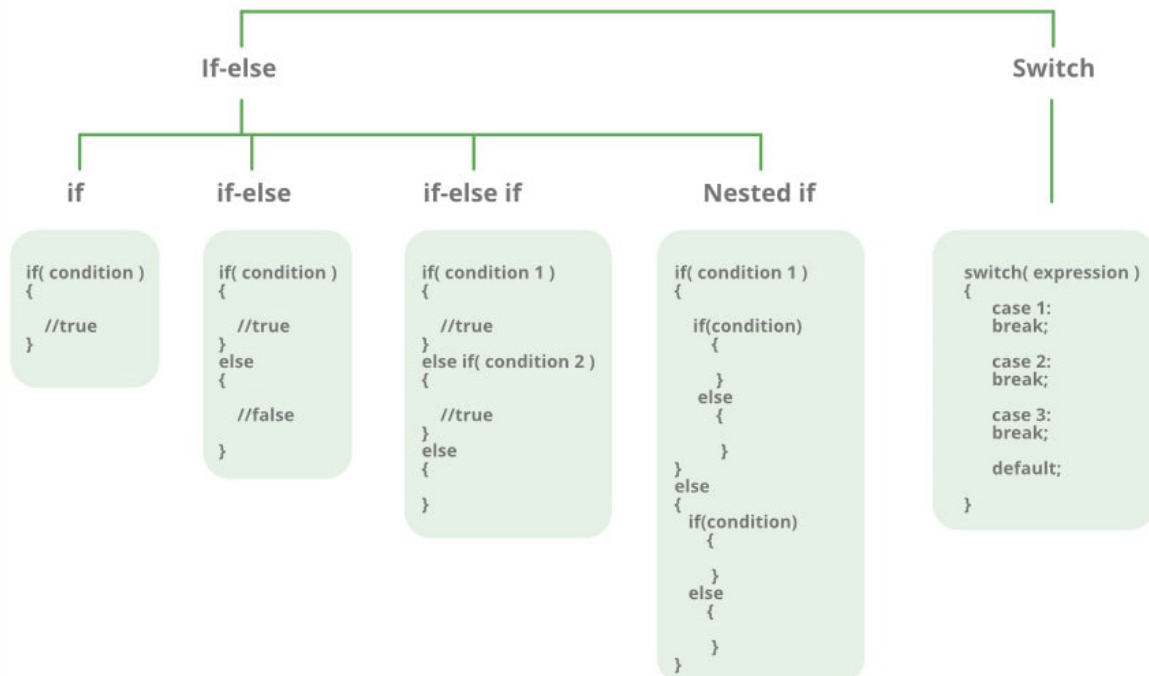 If-else
Switch
if
if-else
if-else if
Nested if
if( condition )
{
//true
}
if( condition )
{
//true
}
else
{
//false
}
if( condition 1 )
{
//true
}
else if( condition 2 )
{
//true
}
else
{
}
if( condition 1 )
{
if(condition)
{
}
else
{
}
}
else
{
if(condition)
{
}
else
{
}
}
switch( expression )
{
case 1:
break;
case 2:
break;
case 3:
break;
default;
}